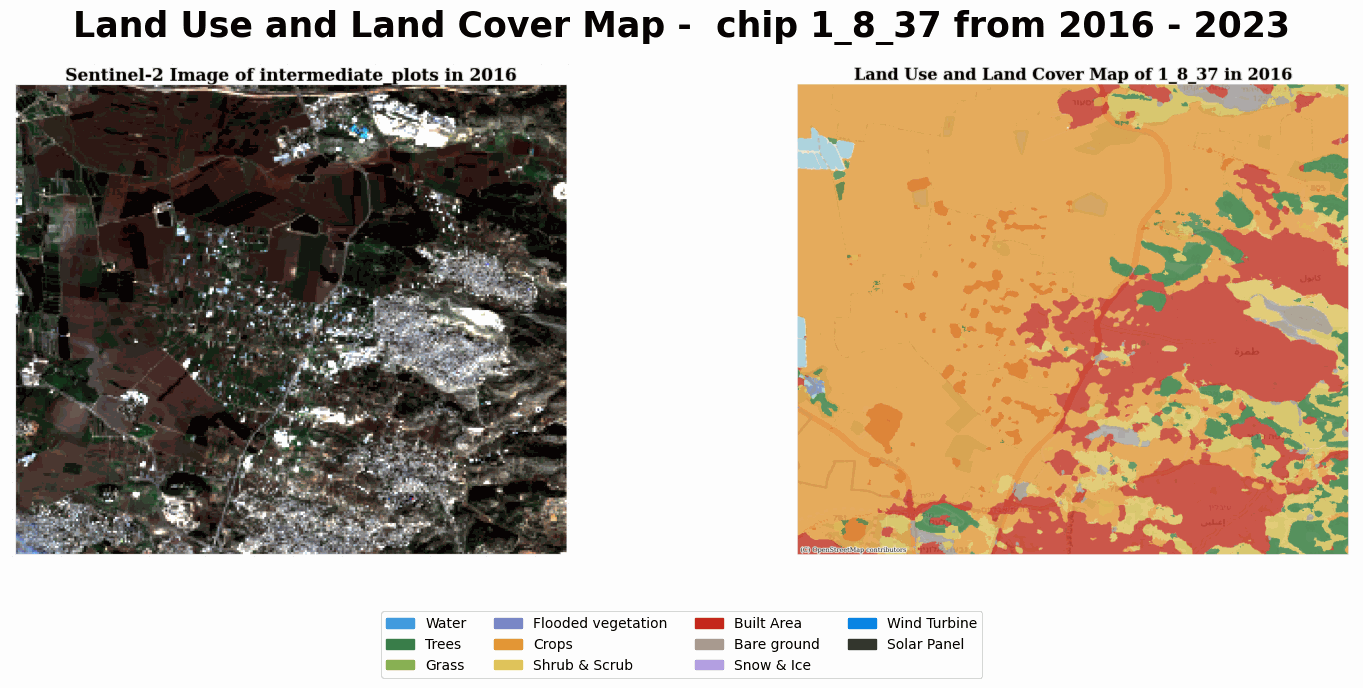 Land Use and Land Cover Map - chip 1_8_37 from 2016 - 2023
Sentinel-2 Image of intermediate_plots in 2016
Land Use and Land Cover Map of 1_8_37 in 2016
كابول
طمرة
(C) OpenStreetMap contributors
Water
Trees
Grass
Flooded vegetation
Crops
Shrub & Scrub
Built Area
Bare ground
Snow & Ice
Wind Turbine
Solar Panel